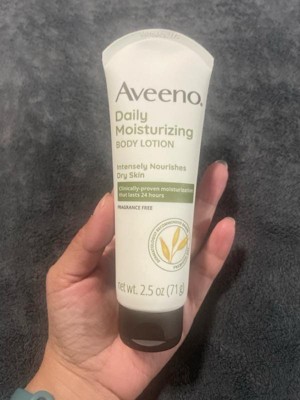 Aveeno.
Daily
Moisturizing
BODY LOTION
Intensely Nourishes
Dry Skin
Clinically-proven moisturization
that lasts 24 hours
FRAGRANCE FREE
net wt. 2.5 oz (71 g)